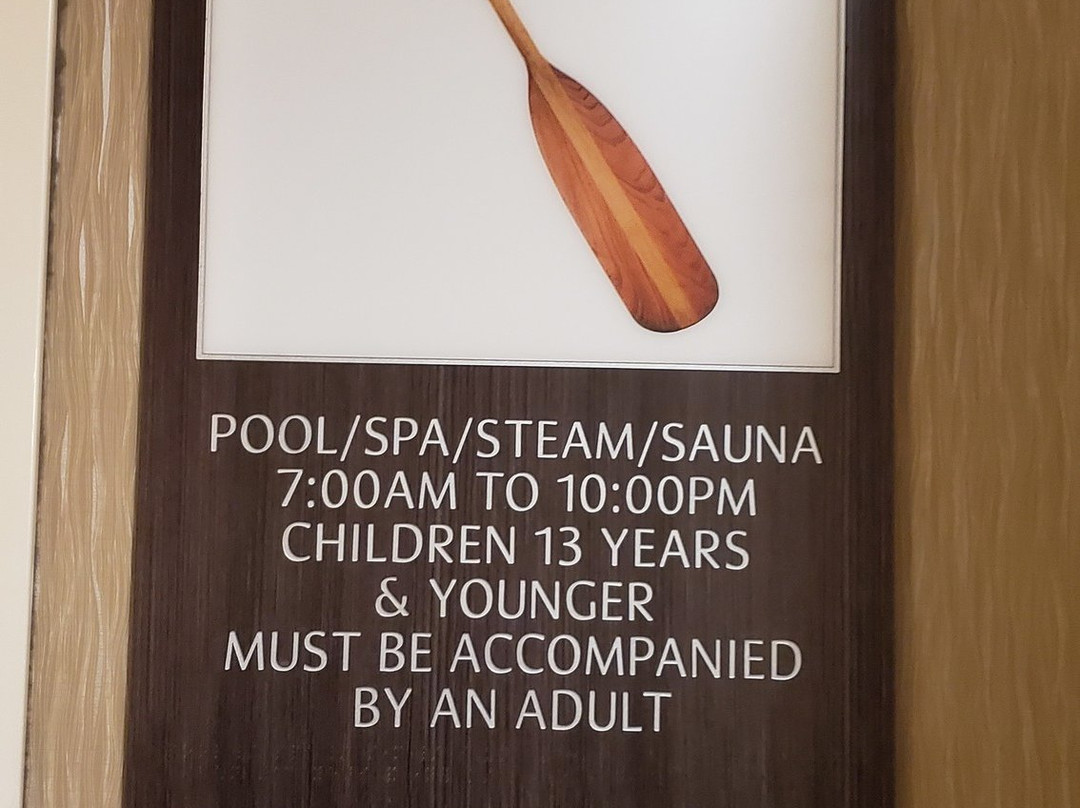 POOL/SPA/STEAM/SAUNA
7:00AM TO 10:00PM
CHILDREN 13 YEARS
& YOUNGER
MUST BE ACCOMPANIED
BY AN ADULT